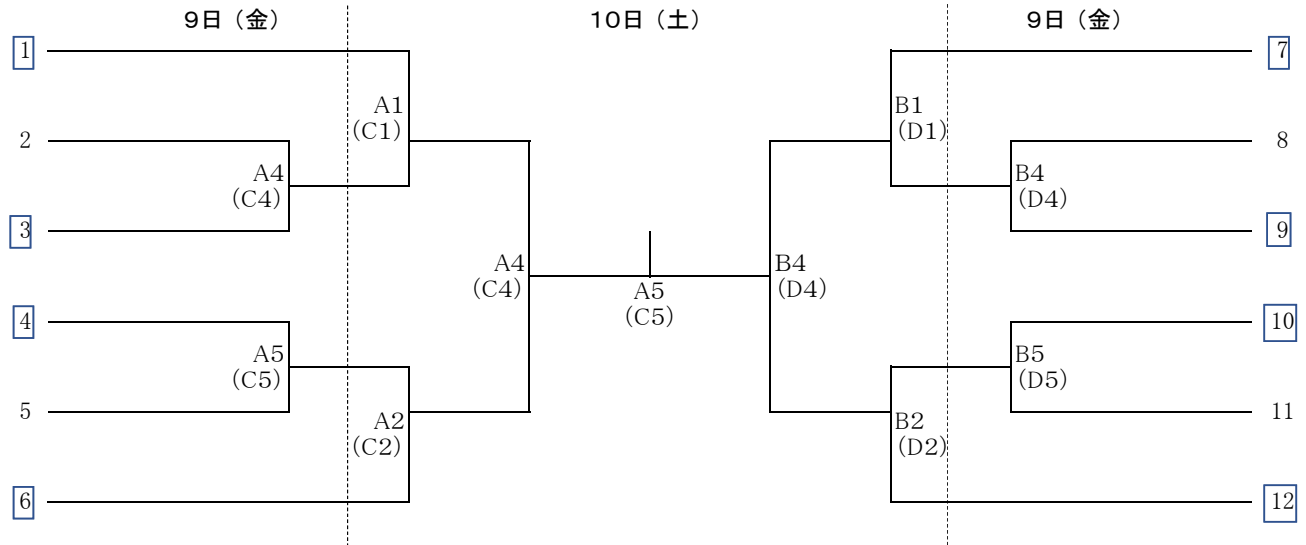 9日（金）
10日（土）
9日（金）
1
7
A1
(C1)
B1
(D1)
2
8
A4
(C4)
B4
(D4)
3
9
A4
(C4)
B4
(D4)
A5
(C5)
4
10
A5
(C5)
B5
(D5)
5
11
A2
(C2)
B2
(D2)
6
12